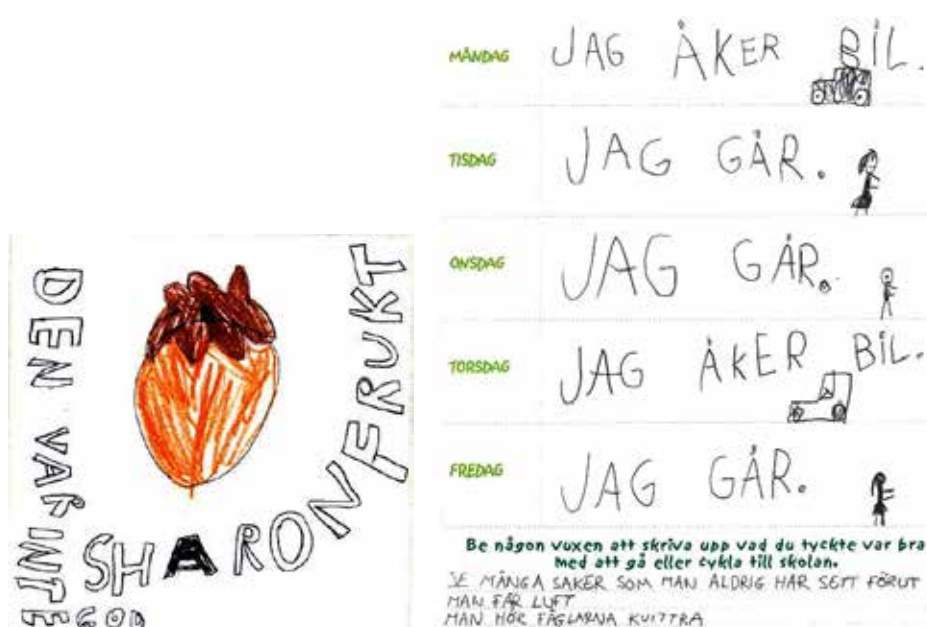 DEN VAR INTE GOD
SHARONFRUKT
MÅNDAG JAG ÅKER BIL.
TISDAG JAG GÅR.
ONSDAG JAG GÅR.
TORSDAG JAG ÅKER BIL.
FREDAG JAG GÅR.
Be någon vuxen att skriva upp vad du tyckte var bra
med att gå eller cykla till skolan.
SE MÅNGA SAKER SOM MAN ALDRIG HAR SETT FÖRUT
MAN FÅR LUFT
MAN HÖR FÅGLARNA KVITTRA